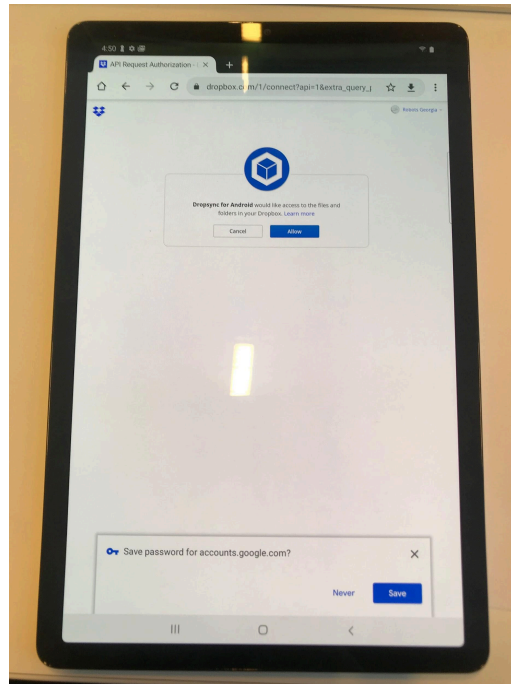 4:50
API Request Authorization -
dropbox.com/1/connect?api=1&extra_query_
Dropsync for Android would like access to the files and
folders in your Dropbox. Learn more
Cancel
Allow
Save password for accounts.google.com?
Never
Save